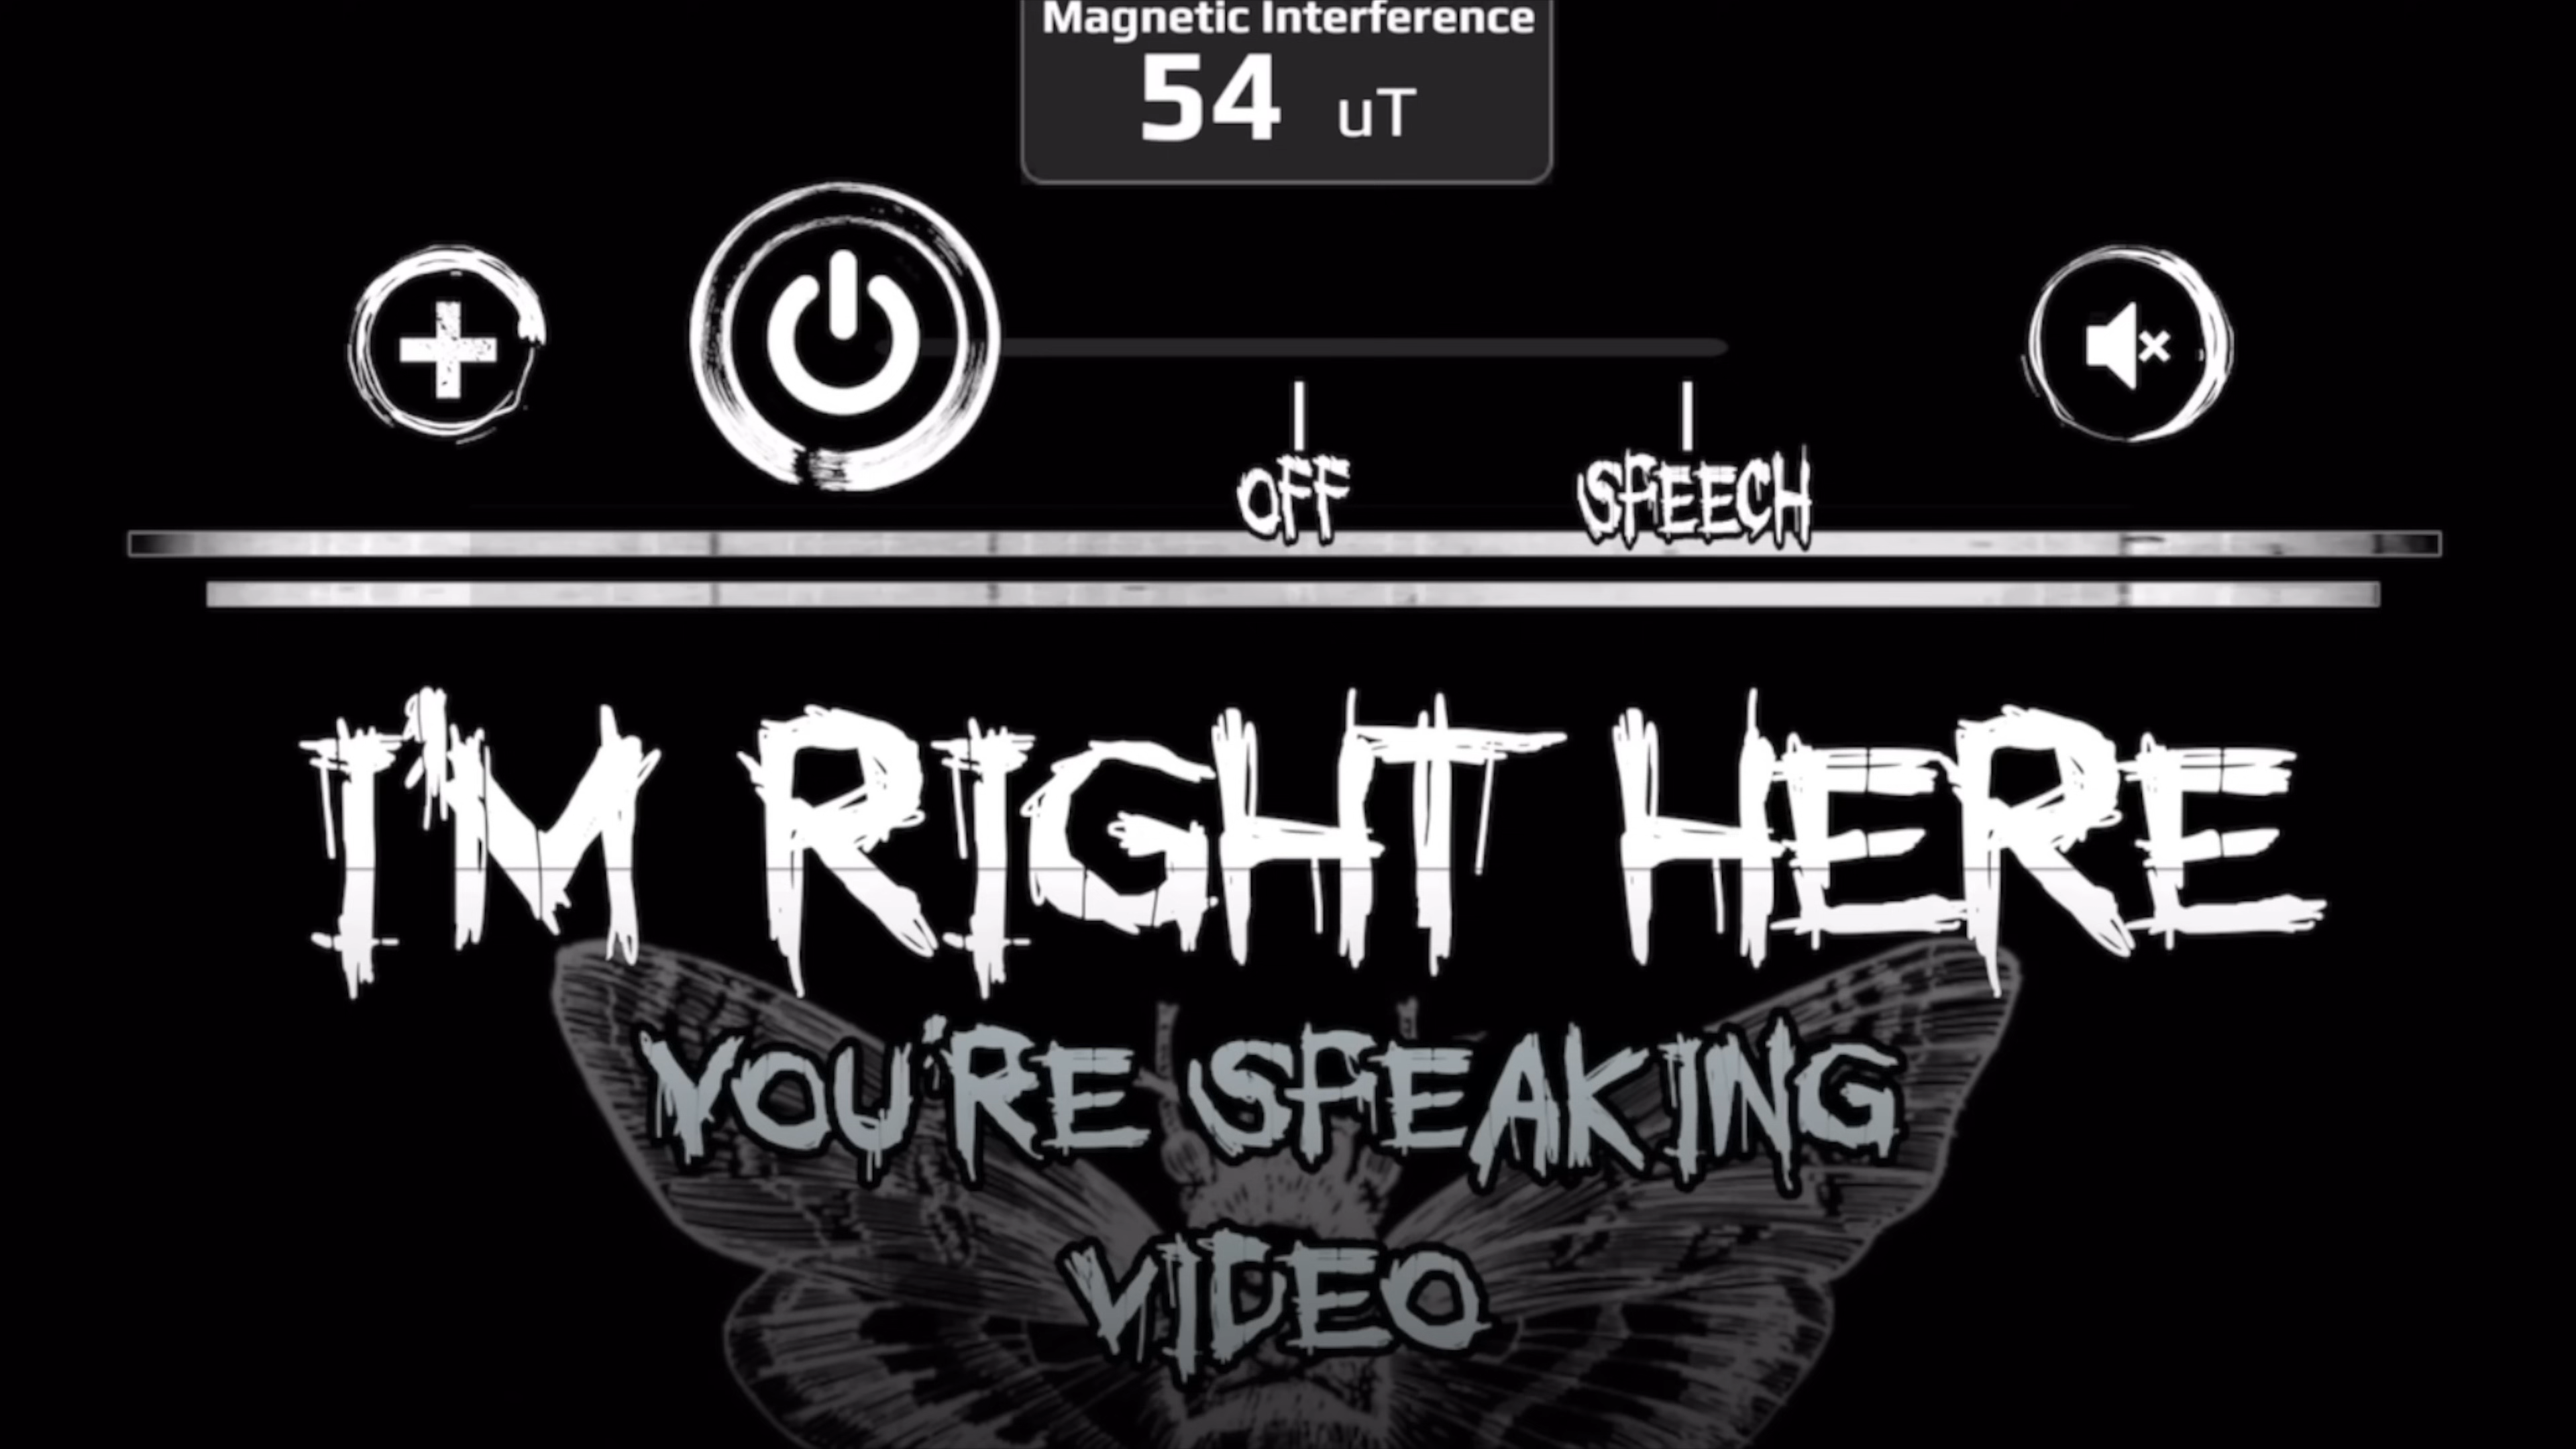 Magnetic Interference
54 uT
OFF SPEECH
I'M RIGHT HERE
YOU'RE SPEAKING
VIDEO